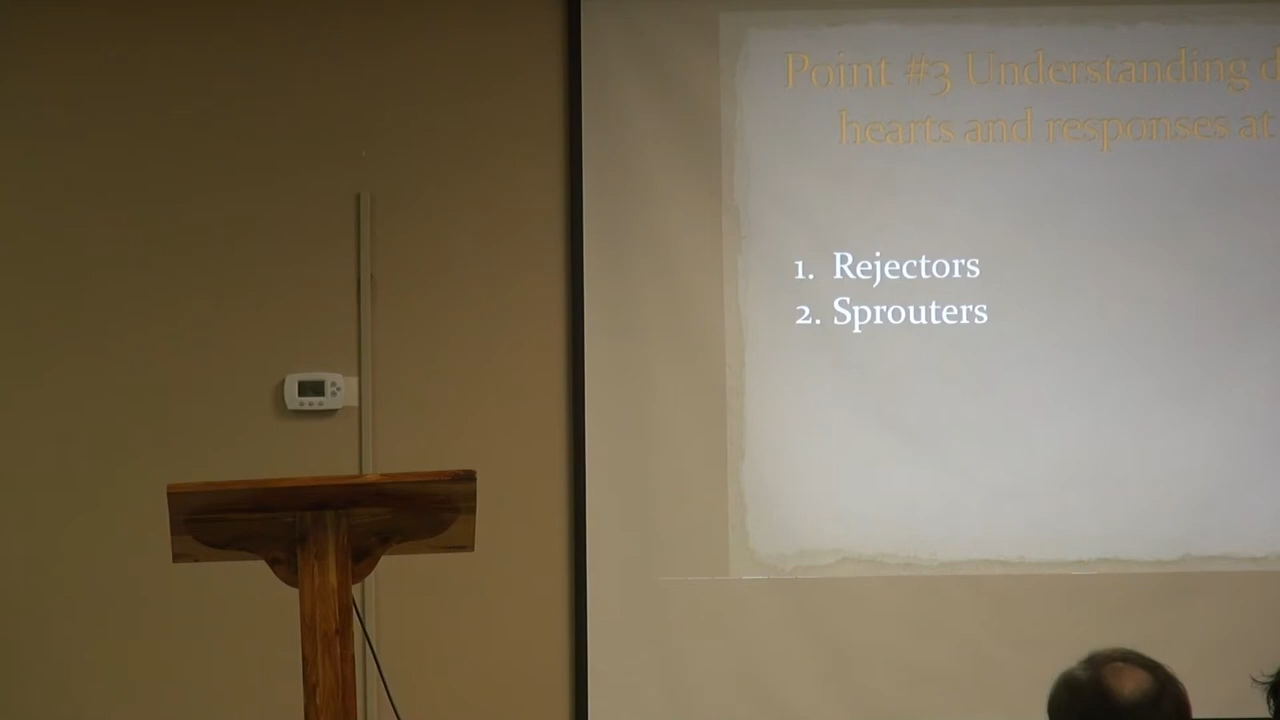 Point #3 Understanding
hearts and responses at
1. Rejectors
2. Sprouters